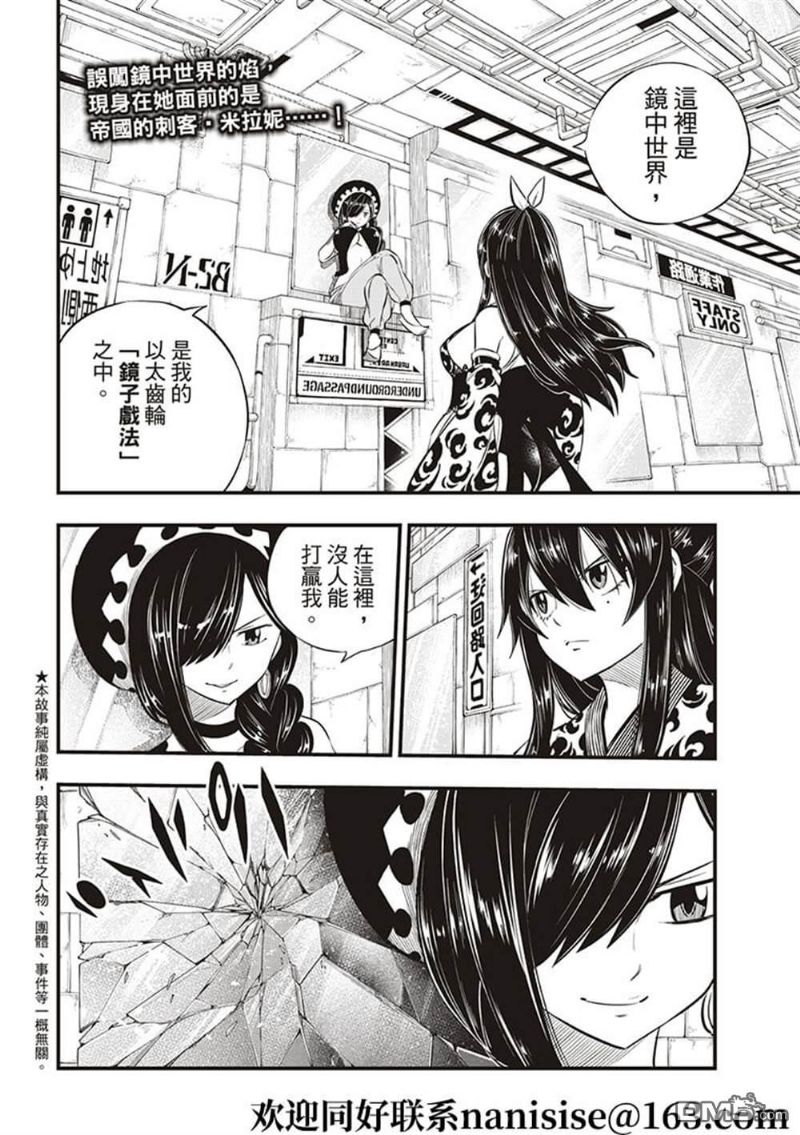 誤闖鏡中世界的焰,
現身在她面前的是
帝國的刺客・米拉妮⋯⋯!
這裡是
鏡中世界,
作業通路
STAFF
ONLY
B2-N
EXIT
UNDERGROUNDPASSAGE
是我的
以太齒輪
「鏡子戲法」
之中。
在這裡,
沒人能
打贏我。
★本故事純屬虛構,與真實存在之人物、團體、事件等一概無關。
欢迎同好联系nanisise@163.com